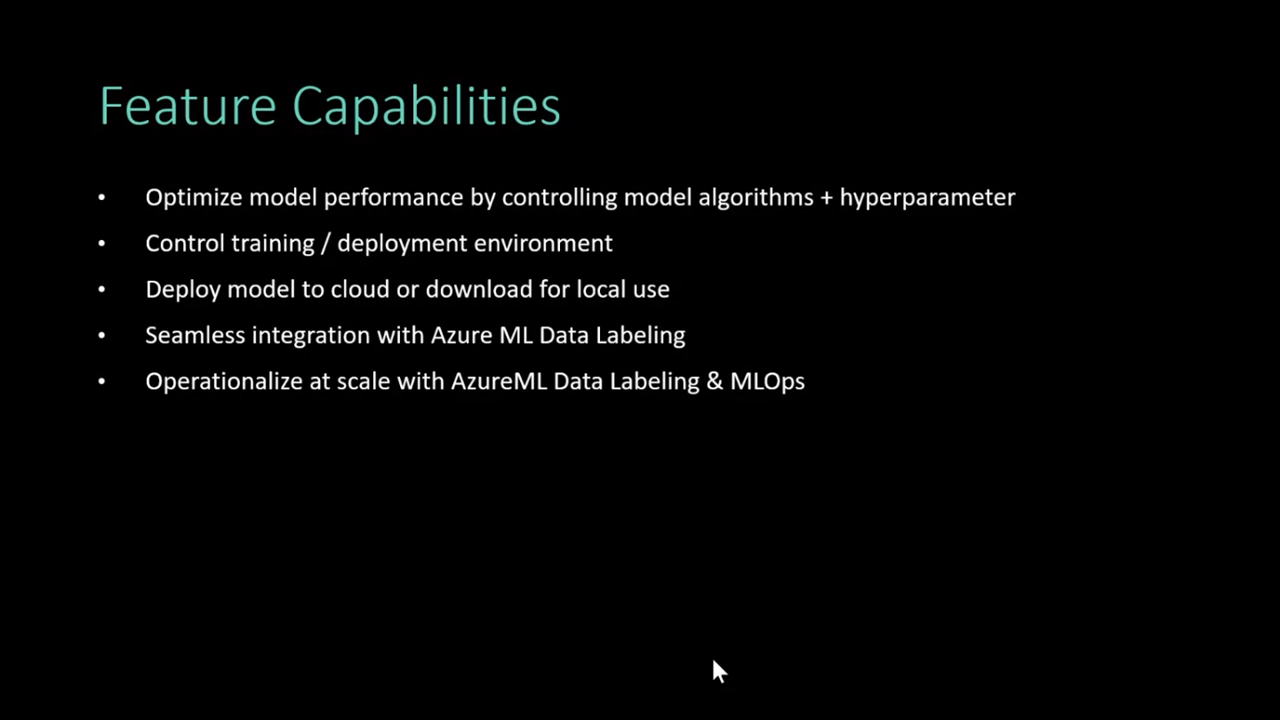 Feature Capabilities
• Optimize model performance by controlling model algorithms + hyperparameter
• Control training / deployment environment
• Deploy model to cloud or download for local use
• Seamless integration with Azure ML Data Labeling
• Operationalize at scale with AzureML Data Labeling & MLOps